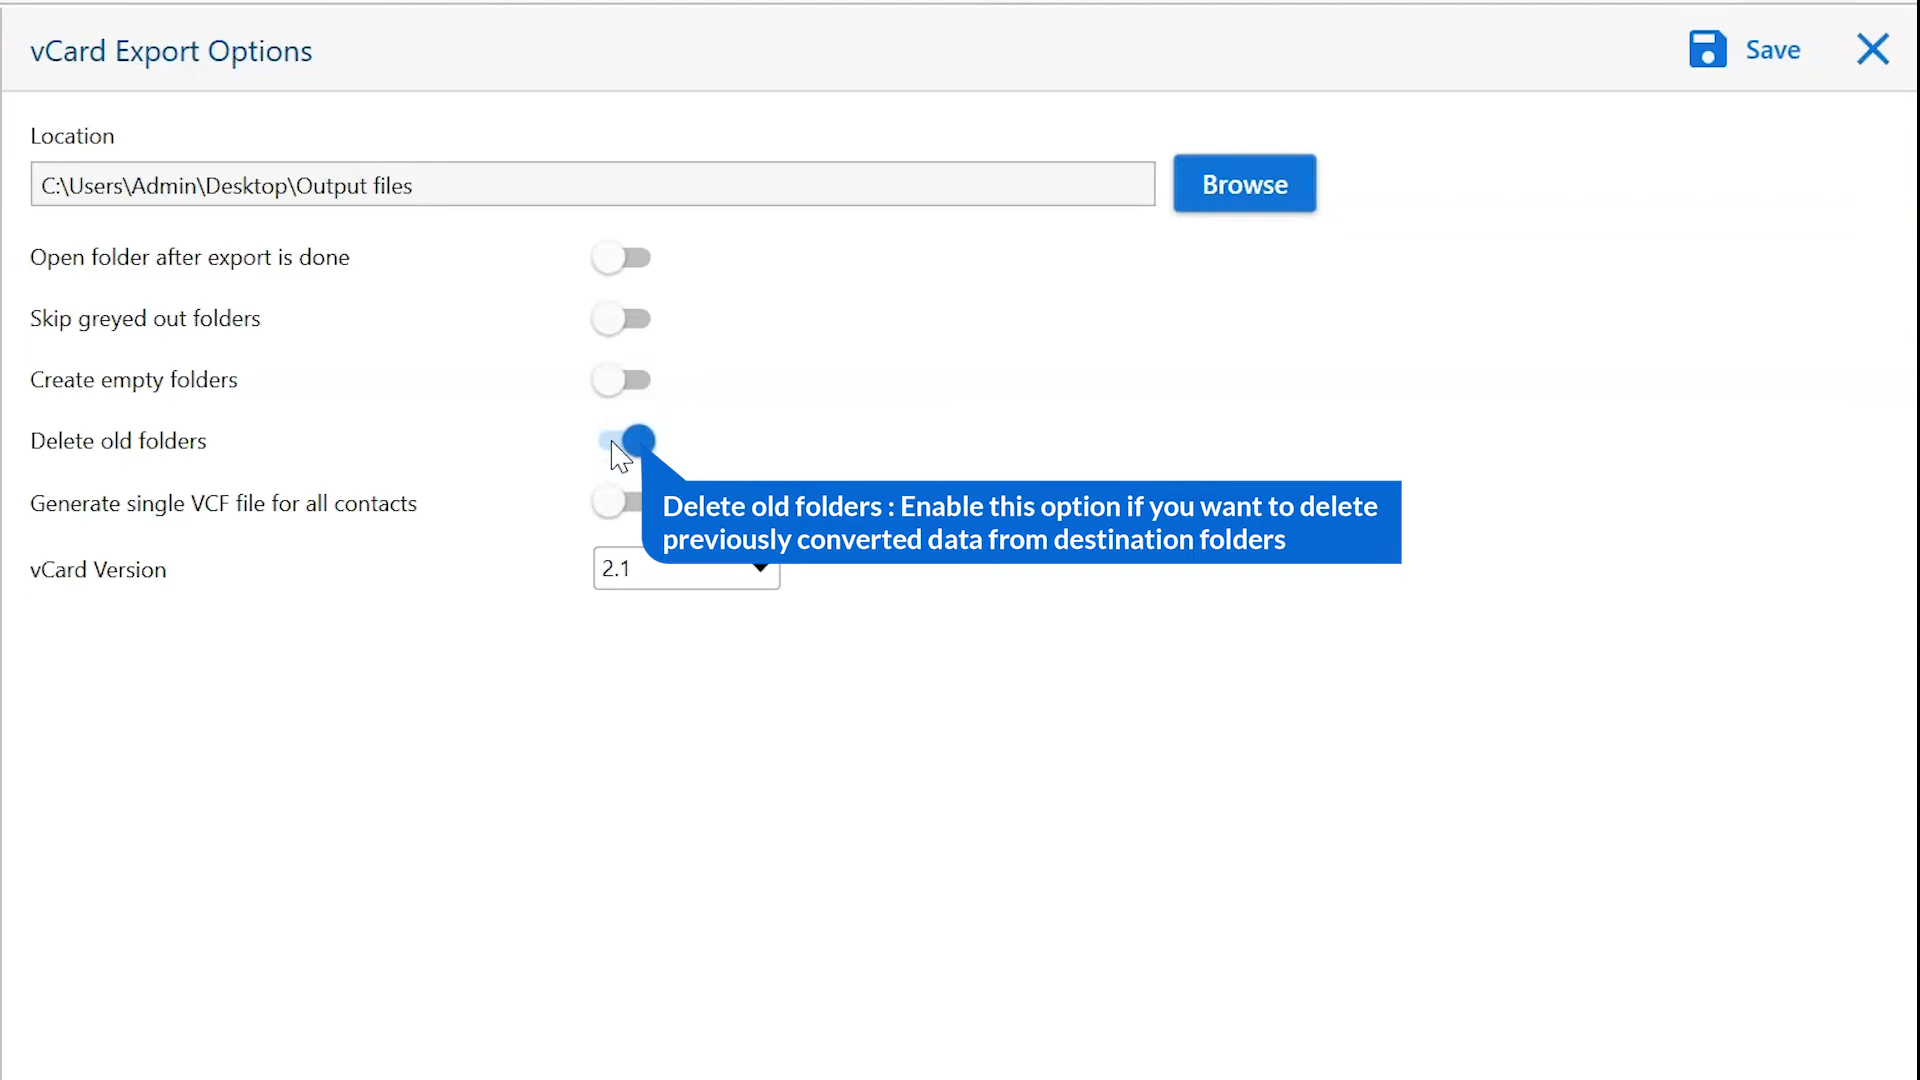 vCard Export Options
Save
Location
C:\Users\Admin\Desktop\Output files
Browse
Open folder after export is done
Skip greyed out folders
Create empty folders
Delete old folders
Generate single VCF file for all contacts
Delete old folders : Enable this option if you want to delete
previously converted data from destination folders
vCard Version
2.1